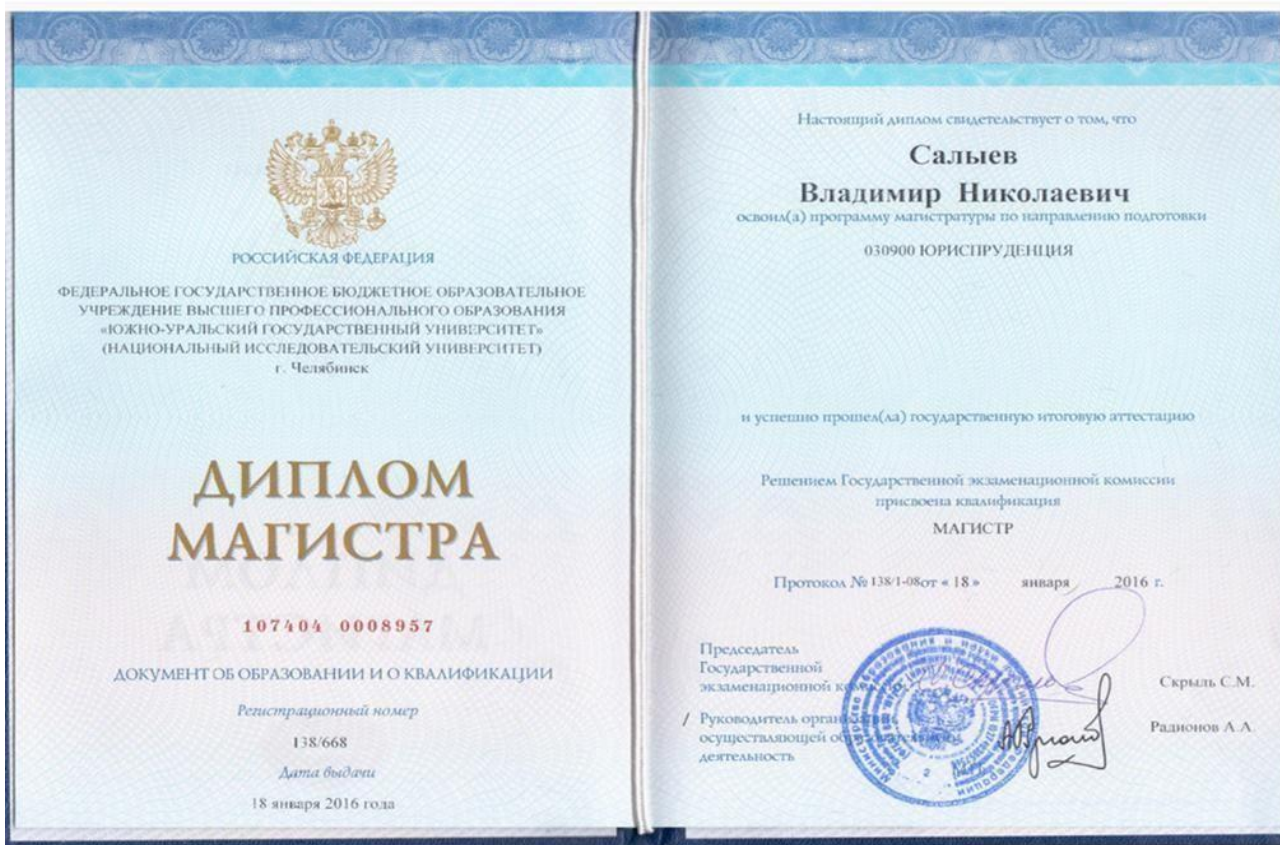 РОССИЙСКАЯ ФЕДЕРАЦИЯ
ФЕДЕРАЛЬНОЕ ГОСУДАРСТВЕННОЕ БЮДЖЕТНОЕ ОБРАЗОВАТЕЛЬНОЕ
УЧРЕЖДЕНИЕ ВЫСШЕГО ПРОФЕССИОНАЛЬНОГО ОБРАЗОВАНИЯ
«ЮЖНО-УРАЛЬСКИЙ ГОСУДАРСТВЕННЫЙ УНИВЕРСИТЕТ»
(НАЦИОНАЛЬНЫЙ ИССЛЕДОВАТЕЛЬСКИЙ УНИВЕРСИТЕТ)
г. Челябинск
ДИПЛОМ
МАГИСТРА
107404 0008957
ДОКУМЕНТ ОБ ОБРАЗОВАНИИ И О КВАЛИФИКАЦИИ
Регистрационный номер
138/668
Дата выдачи
18 января 2016 года
Настоящий диплом свидетельствует о том, что
Салыев
Владимир Николаевич
освоил(а) программу магистратуры по направлению подготовки
030900 ЮРИСПРУДЕНЦИЯ
и успешно прошел(ла) государственную итоговую аттестацию
Решением Государственной экзаменационной комиссии
присвоена квалификация
МАГИСТР
Протокол № 138/1-08от « 18 » января 2016 г.
Председатель
Государственной
экзаменационной
Скрыль С.М.
/ Руководитель
осуществляющей
деятельность
Радионов А.А.